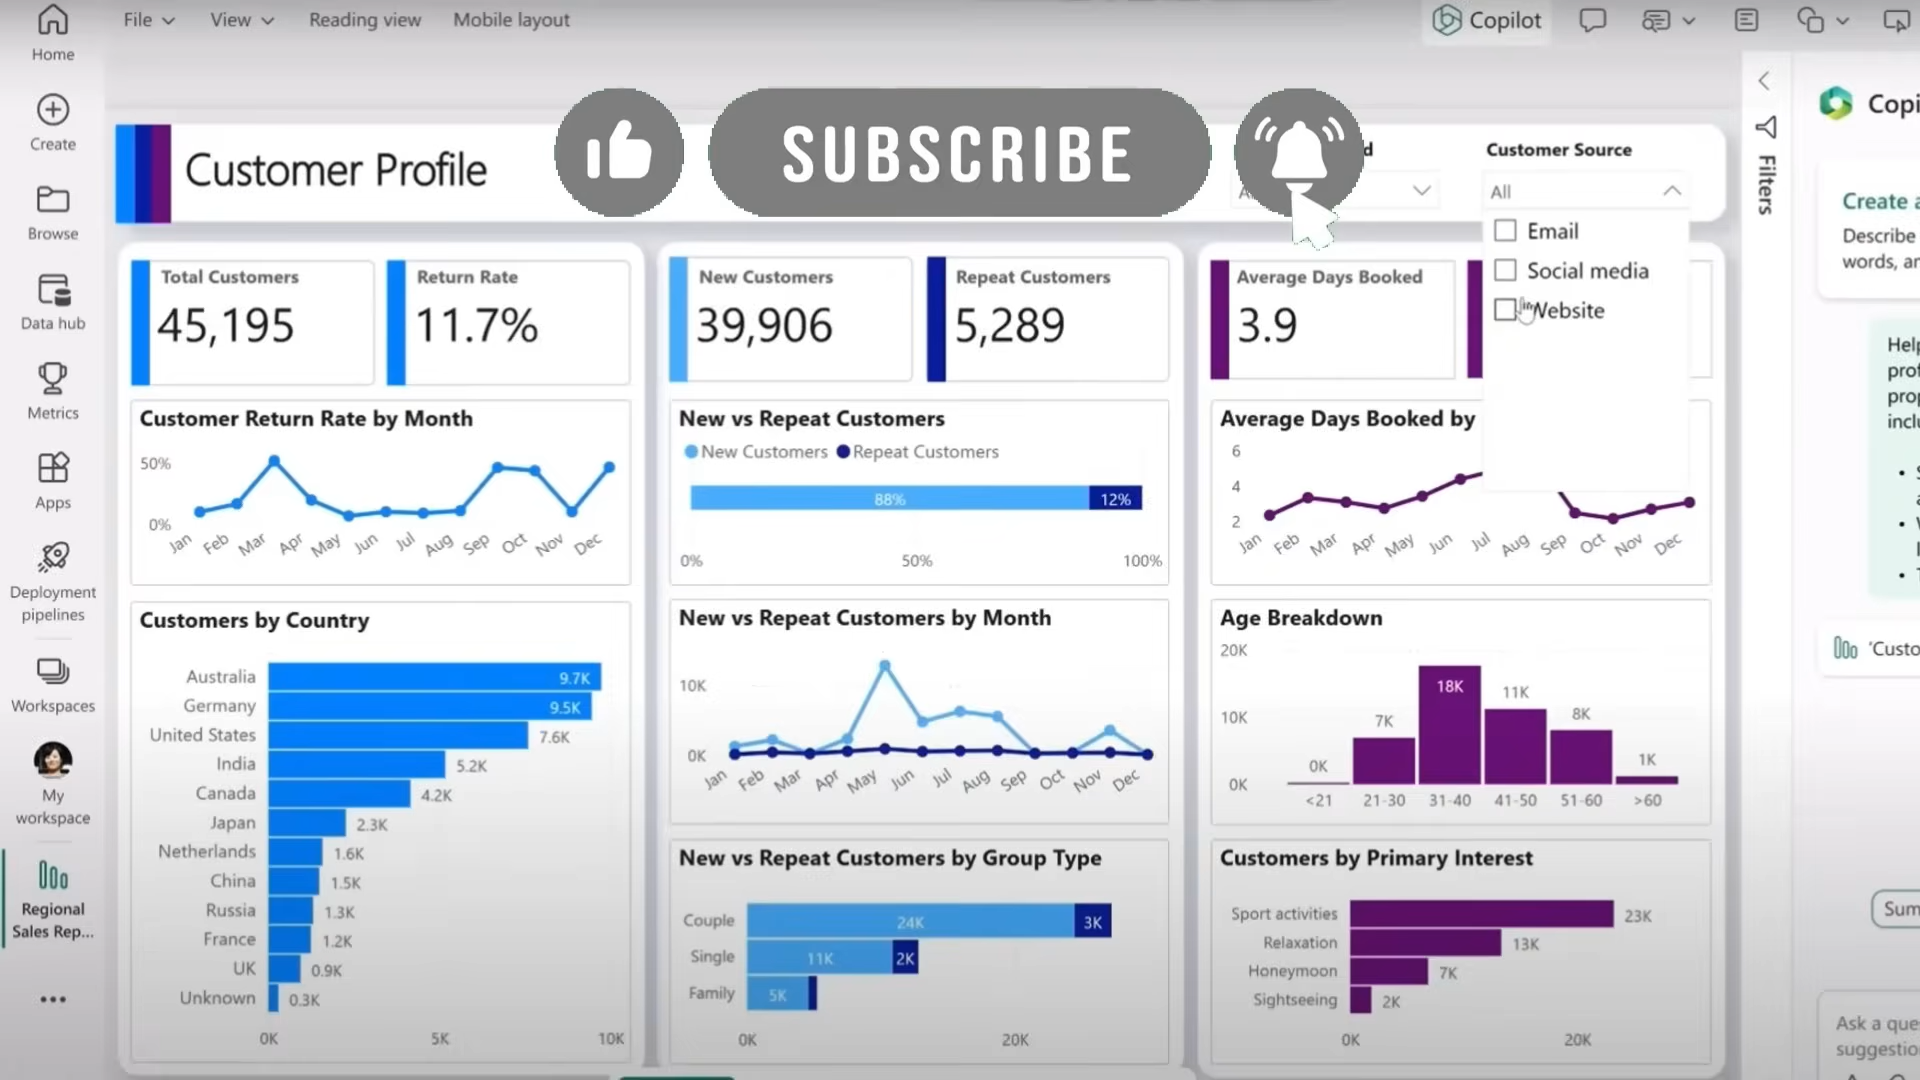 File
View
Reading view
Mobile layout
Copilot
Home
Create
Browse
Data hub
Metrics
Apps
Deployment
pipelines
Workspaces
My
workspace
Regional
Sales Rep...
SUBSCRIBE
Customer Profile
Customer Source
All
Email
Social media
Website
Filters
Total Customers
45,195
Return Rate
11.7%
New Customers
39,906
Repeat Customers
5,289
Average Days Booked
3.9
Customer Return Rate by Month
50%
0%
Jan Feb Mar Apr May Jun Jul Aug Sep Oct Nov Dec
New vs Repeat Customers
New Customers Repeat Customers
88% 12%
0% 50% 100%
Average Days Booked by
6
4
2
Jan Feb Mar Apr May Jun Jul Aug Sep Oct Nov Dec
Customers by Country
Australia 9.7K
Germany 9.5K
United States 7.6K
India 5.2K
Canada 4.2K
Japan 2.3K
Netherlands 1.6K
China 1.5K
Russia 1.3K
France 1.2K
UK 0.9K
Unknown 0.3K
0K 5K 10K
New vs Repeat Customers by Month
10K
0K
Jan Feb Mar Apr May Jun Jul Aug Sep Oct Nov Dec
New vs Repeat Customers by Group Type
Couple 24K 3K
Single 11K 2K
Family 5K
0K 20K
Age Breakdown
20K
10K
0K
0K 7K 18K 11K 8K 1K
<21 21-30 31-40 41-50 51-60 >60
Customers by Primary Interest
Sport activities 23K
Relaxation 13K
Honeymoon 7K
Sightseeing 2K
0K 20K
Copi
Create a
Describe
words, an
Help
prof
prop
inclu
'Custo
Sum
Ask a que
suggestio